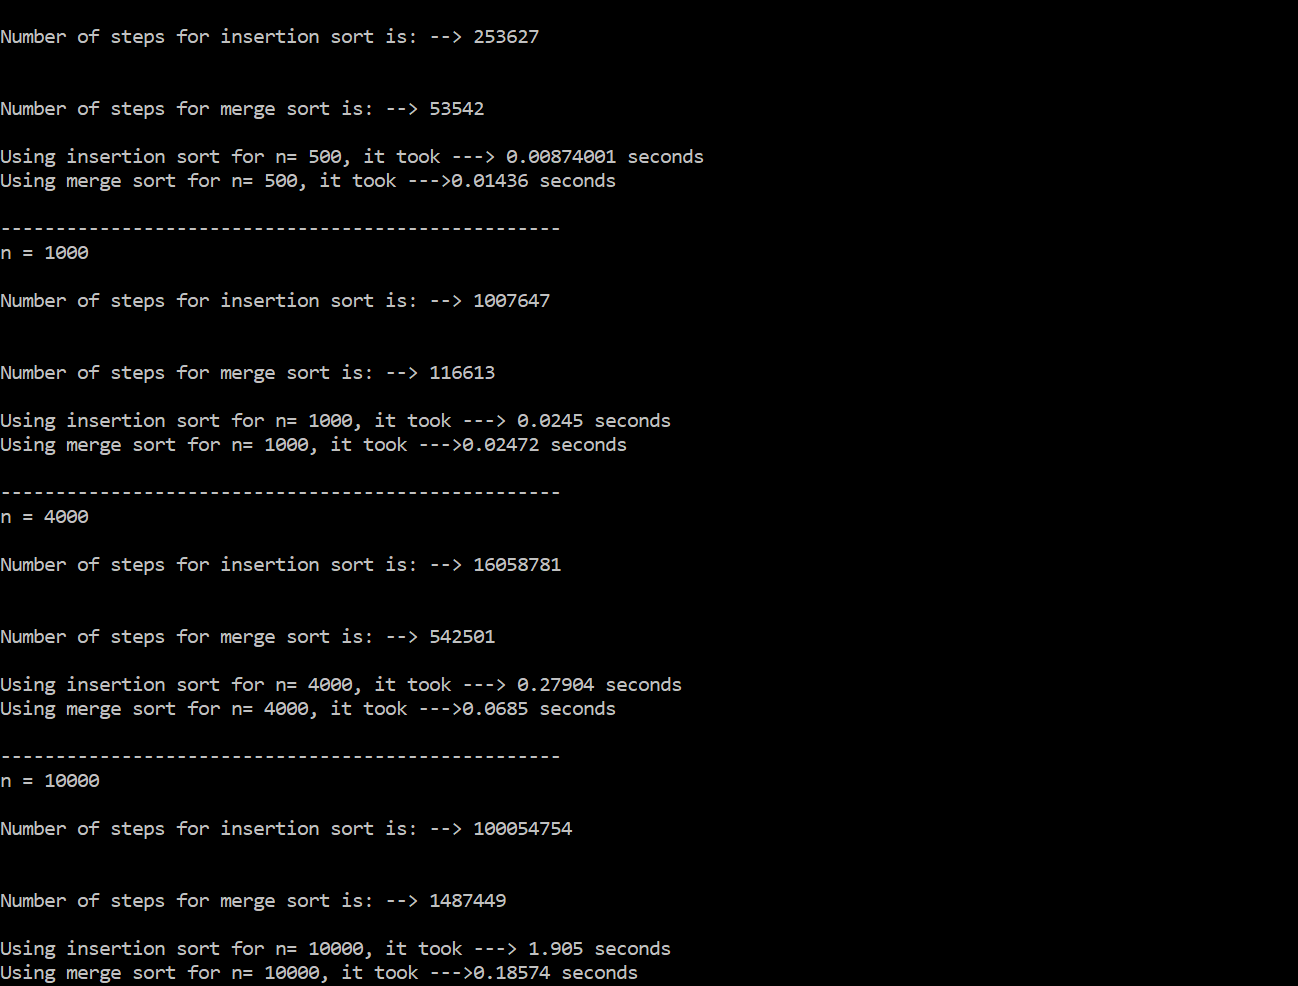 Number of steps for insertion sort is: --> 253627
Number of steps for merge sort is: --> 53542
Using insertion sort for n= 500, it took ---> 0.00874001 seconds
Using merge sort for n= 500, it took --->0.01436 seconds
---------------------------------------------------
n = 1000
Number of steps for insertion sort is: --> 1007647
Number of steps for merge sort is: --> 116613
Using insertion sort for n= 1000, it took ---> 0.0245 seconds
Using merge sort for n= 1000, it took --->0.02472 seconds
---------------------------------------------------
n = 4000
Number of steps for insertion sort is: --> 16058781
Number of steps for merge sort is: --> 542501
Using insertion sort for n= 4000, it took ---> 0.27904 seconds
Using merge sort for n= 4000, it took --->0.0685 seconds
---------------------------------------------------
n = 10000
Number of steps for insertion sort is: --> 100054754
Number of steps for merge sort is: --> 1487449
Using insertion sort for n= 10000, it took ---> 1.905 seconds
Using merge sort for n= 10000, it took --->0.18574 seconds